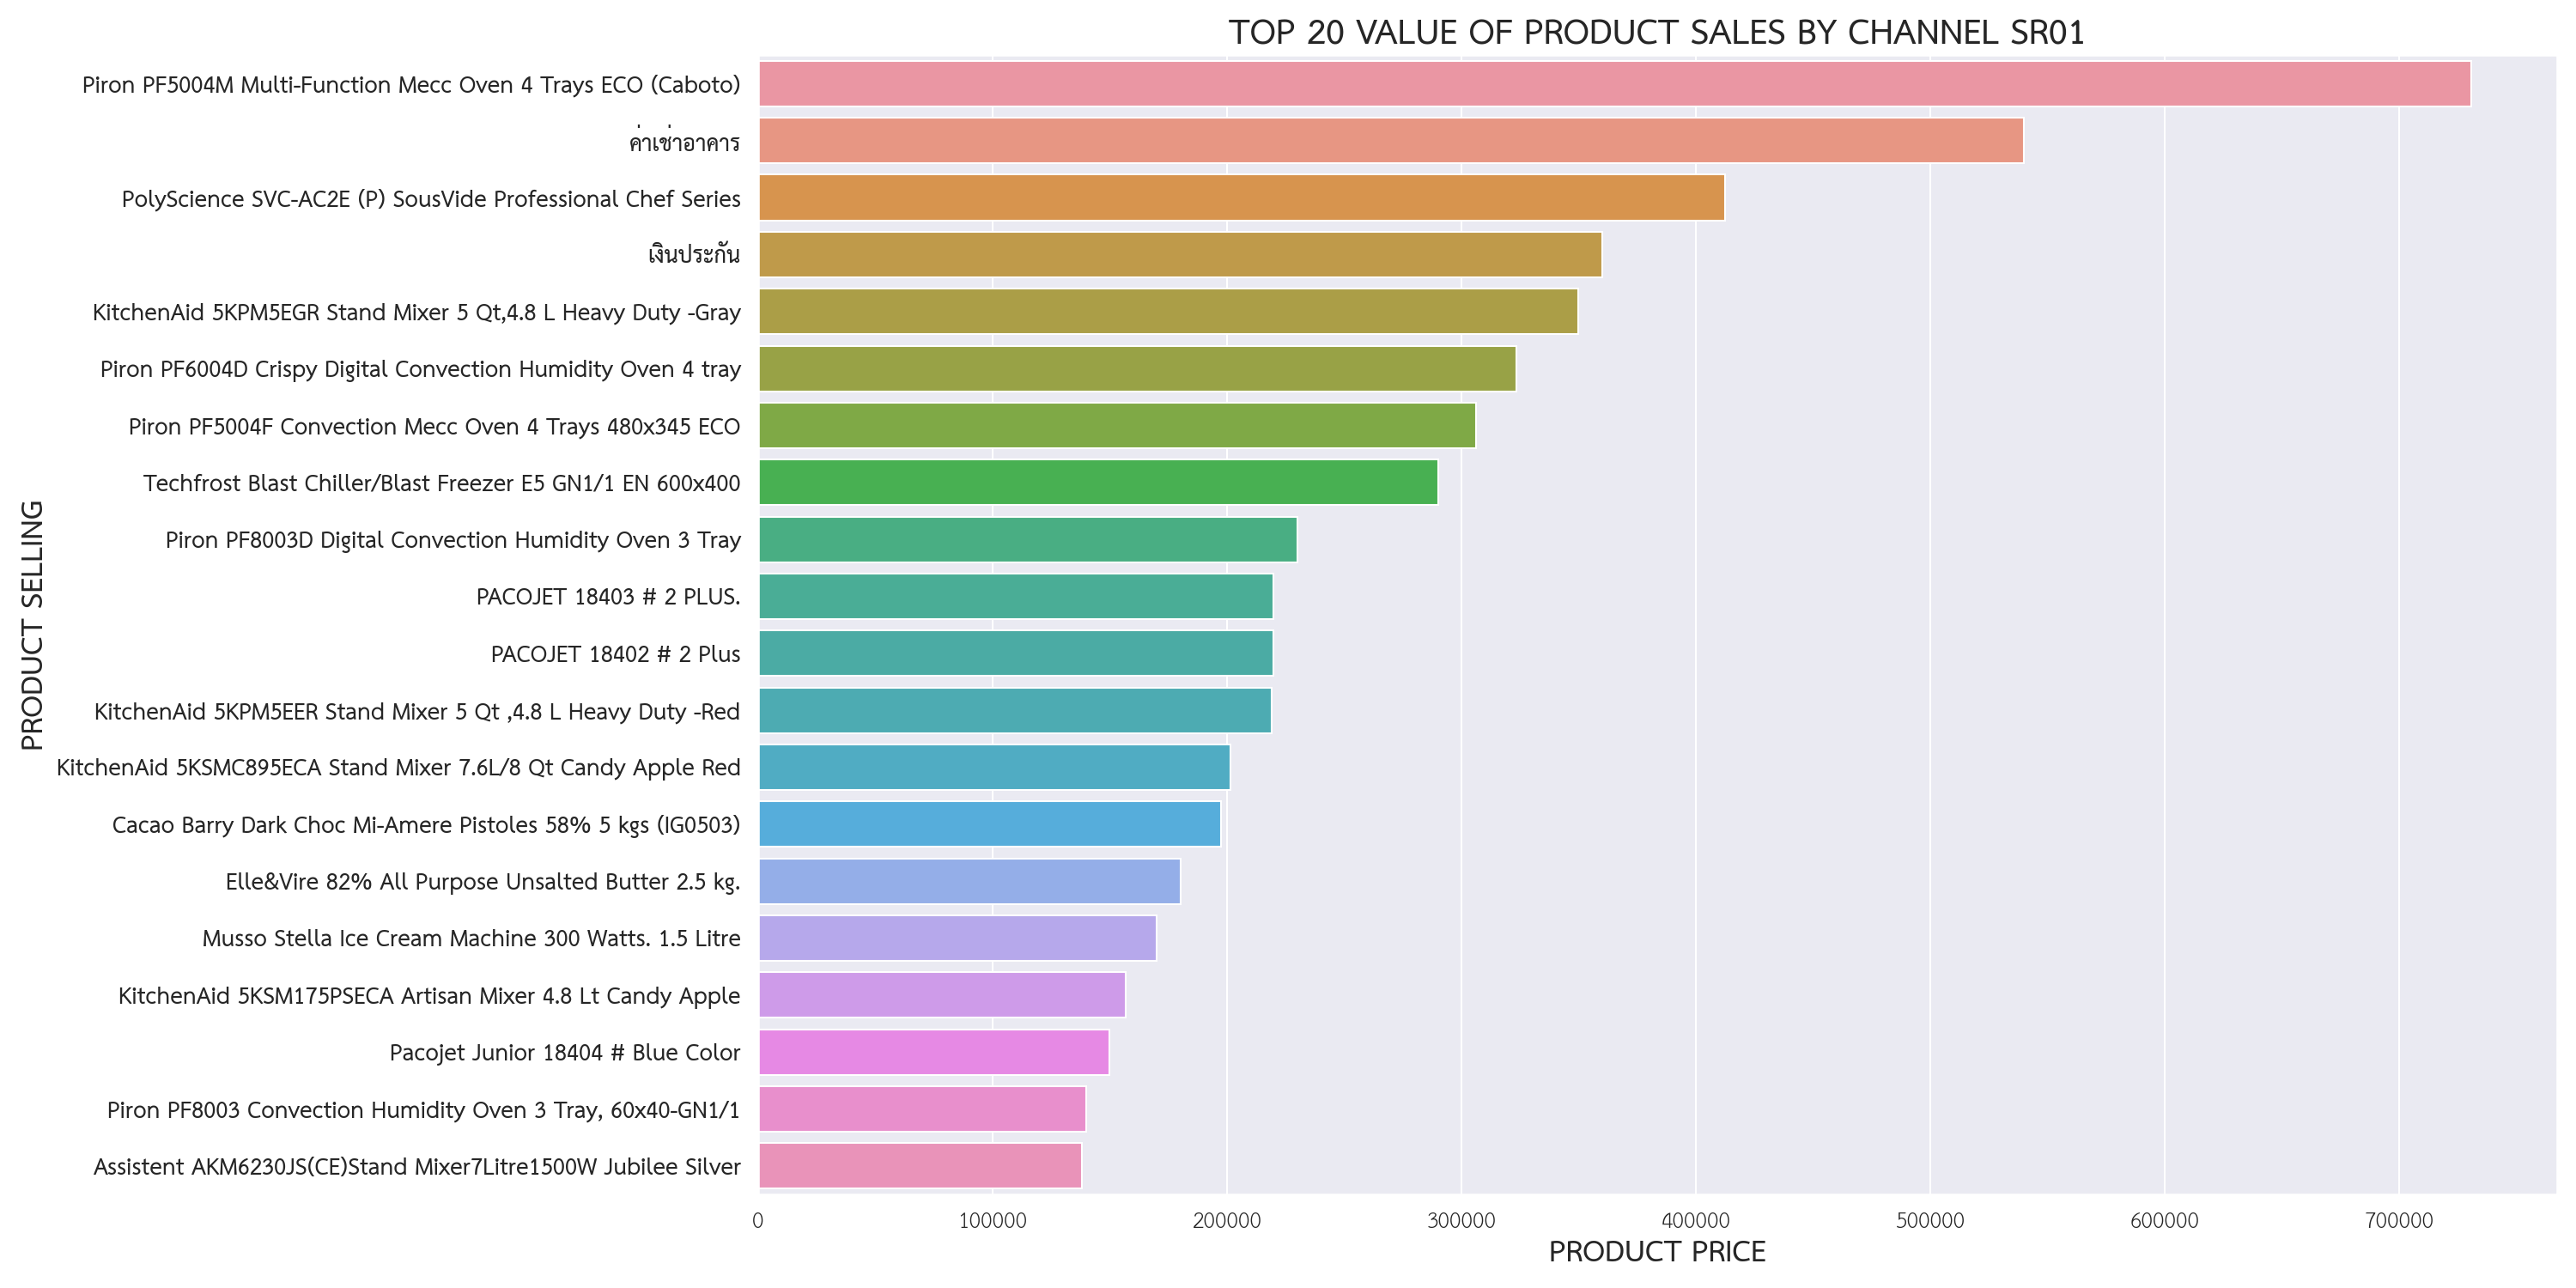 TOP 20 VALUE OF PRODUCT SALES BY CHANNEL SR01
PRODUCT SELLING
Piron PF5004M Multi-Function Mecc Oven 4 Trays ECO (Caboto)
ค่าเช่าอาคาร
PolyScience SVC-AC2E (P) SousVide Professional Chef Series
เงินประกัน
KitchenAid 5KPM5EGR Stand Mixer 5 Qt,4.8 L Heavy Duty -Gray
Piron PF6004D Crispy Digital Convection Humidity Oven 4 tray
Piron PF5004F Convection Mecc Oven 4 Trays 480x345 ECO
Techfrost Blast Chiller/Blast Freezer E5 GN1/1 EN 600x400
Piron PF8003D Digital Convection Humidity Oven 3 Tray
PACOJET 18403 # 2 PLUS.
PACOJET 18402 # 2 Plus
KitchenAid 5KPM5EER Stand Mixer 5 Qt ,4.8 L Heavy Duty -Red
KitchenAid 5KSMC895ECA Stand Mixer 7.6L/8 Qt Candy Apple Red
Cacao Barry Dark Choc Mi-Amere Pistoles 58% 5 kgs (IG0503)
Elle&Vire 82% All Purpose Unsalted Butter 2.5 kg.
Musso Stella Ice Cream Machine 300 Watts. 1.5 Litre
KitchenAid 5KSM175PSECA Artisan Mixer 4.8 Lt Candy Apple
Pacojet Junior 18404 # Blue Color
Piron PF8003 Convection Humidity Oven 3 Tray, 60x40-GN1/1
Assistent AKM6230JS(CE)Stand Mixer7Litre1500W Jubilee Silver
0 100000 200000 300000 400000 500000 600000 700000
PRODUCT PRICE